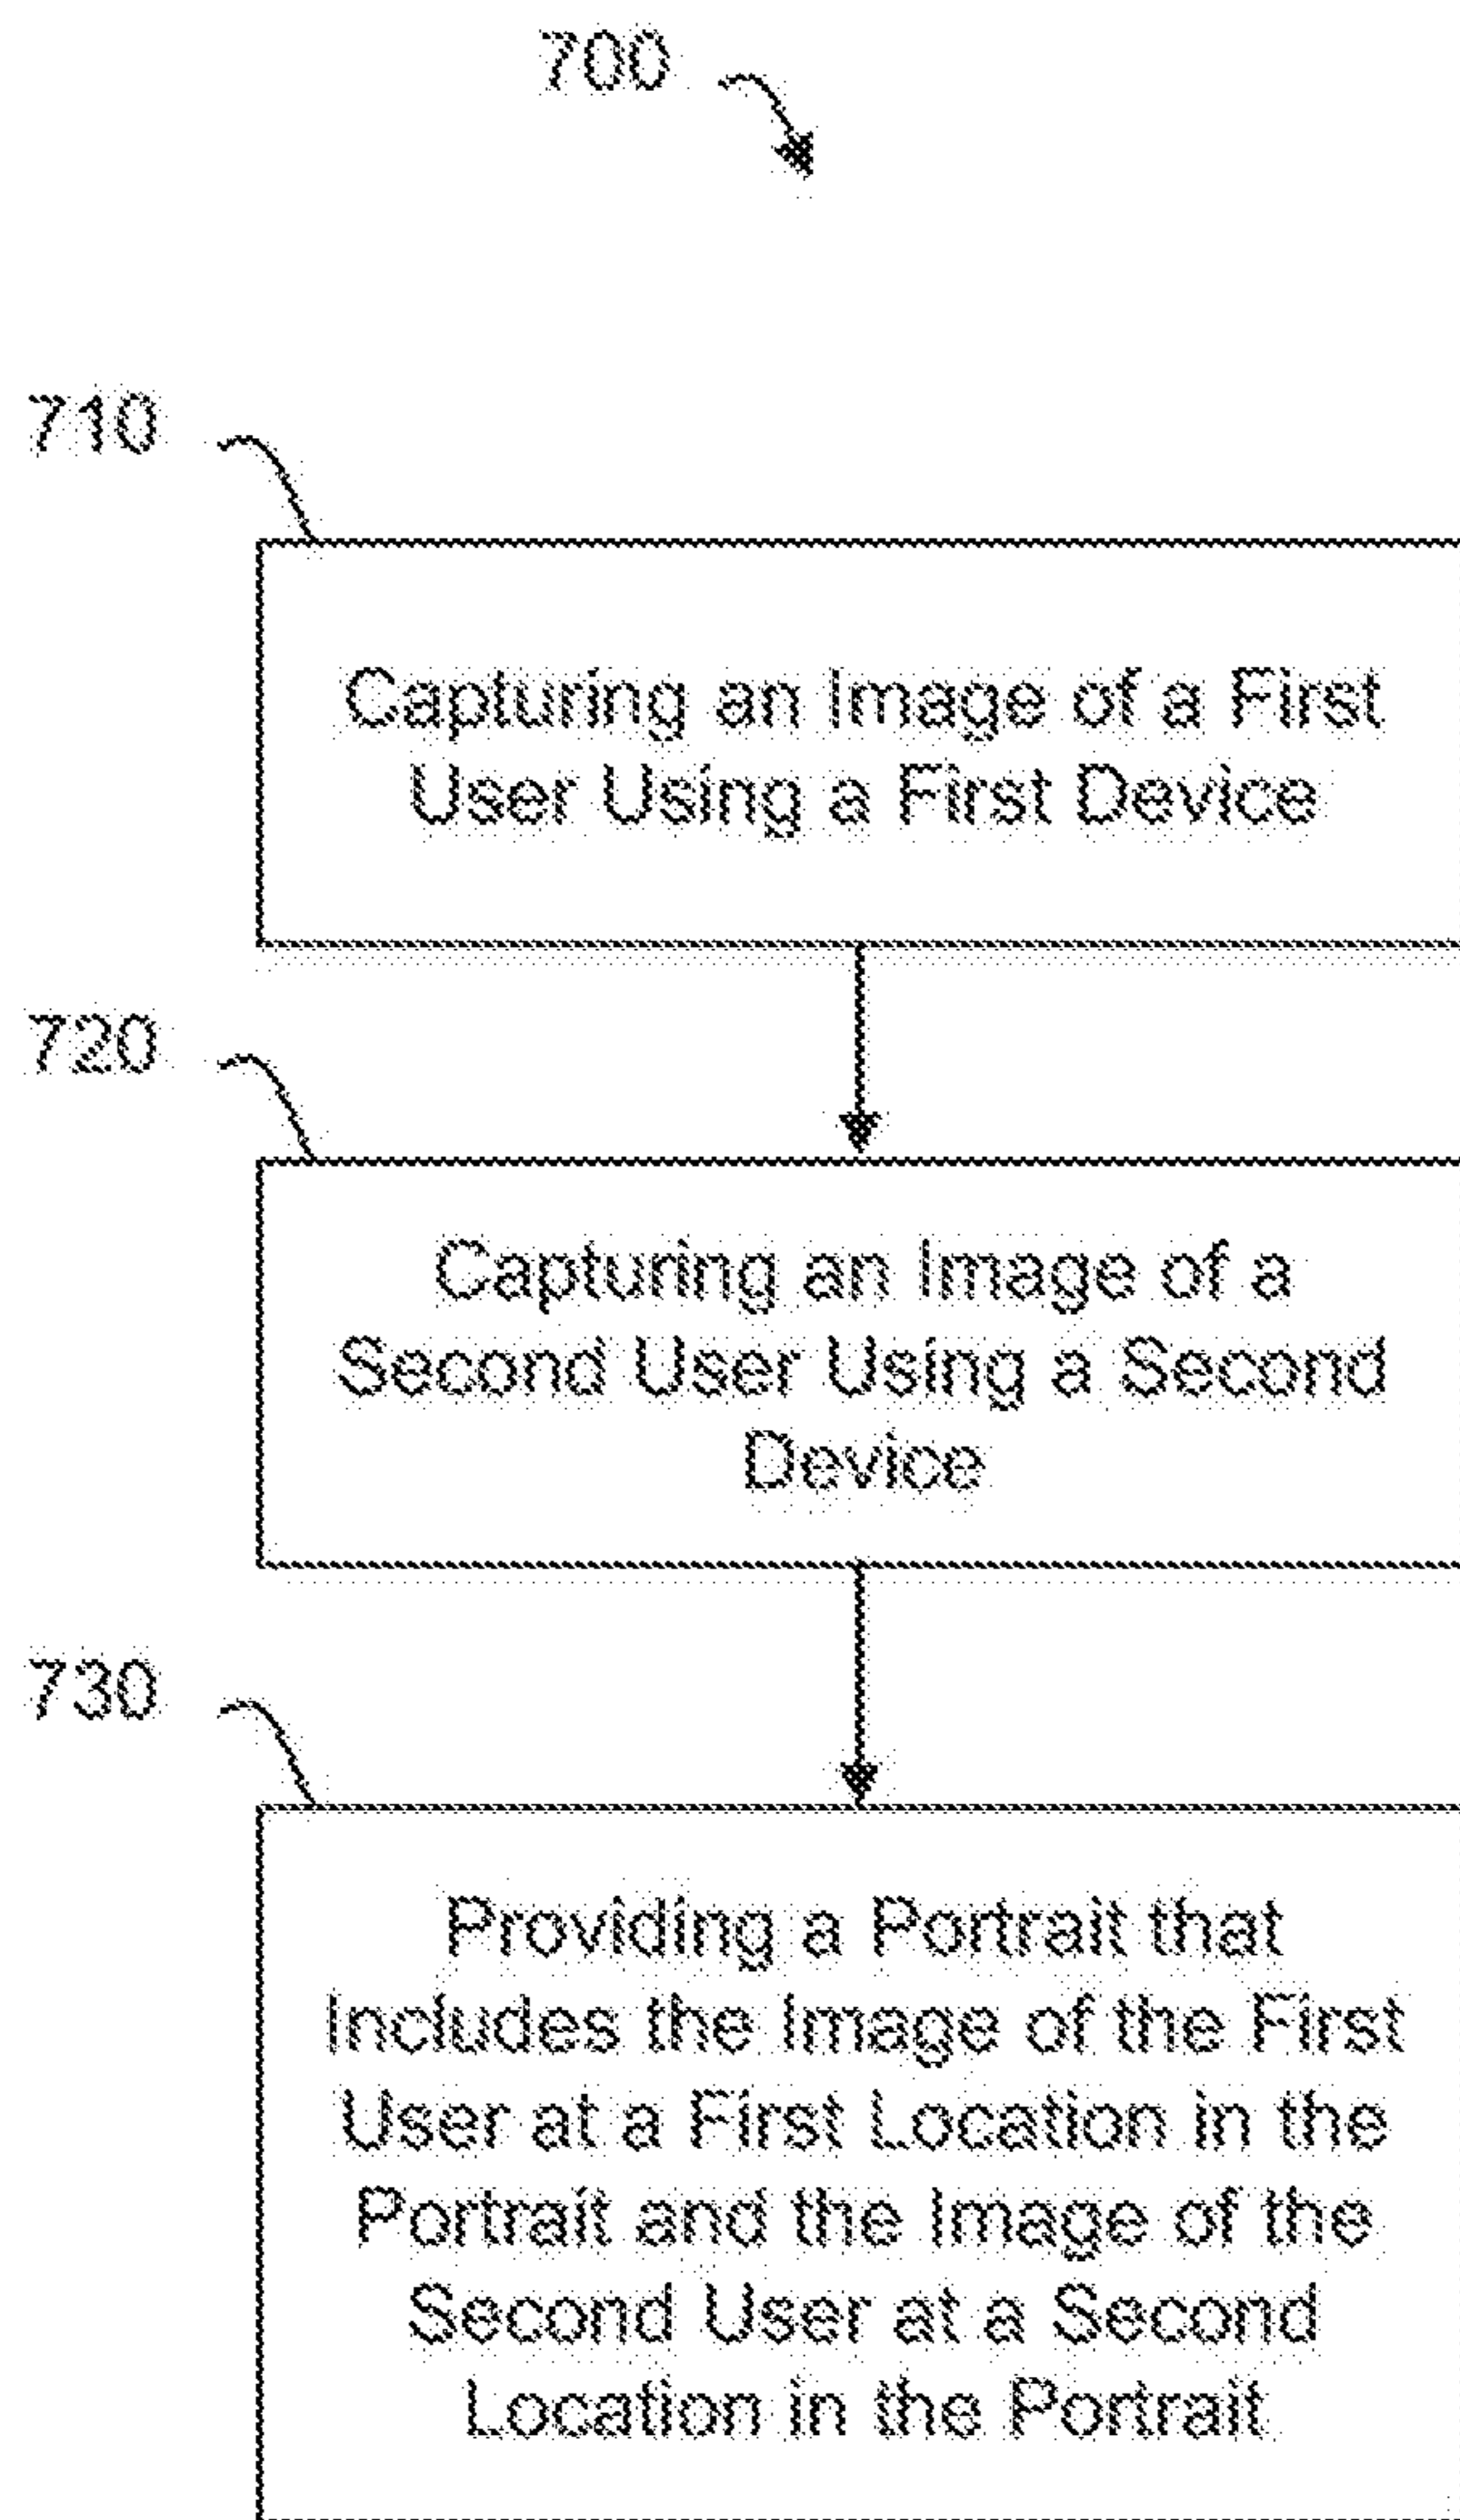 700
710
Capturing an Image of a First
User Using a First Device
720
Capturing an Image of a
Second User Using a Second
Device
730
Providing a Portrait that
Includes the Image of the First
User at a First Location in the
Portrait and the Image of the
Second User at a Second
Location in the Portrait